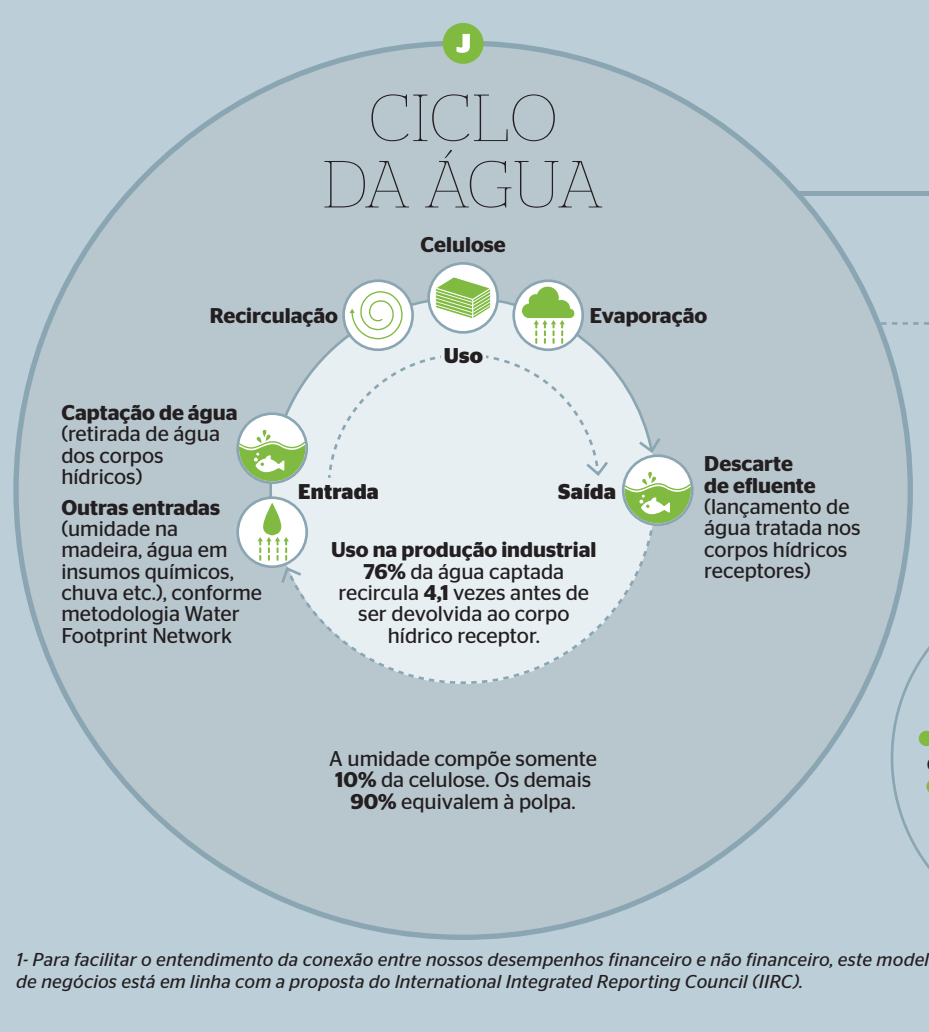 J
CICLO
DA ÁGUA
Celulose
Recirculação
Evaporação
Uso
Captação de água
(retirada de água
dos corpos
hídricos)
Outras entradas
(umidade na
madeira, água em
insumos químicos,
chuva etc.), conforme
metodologia Water
Footprint Network
Entrada
Saída
Descarte
de efluente
(lançamento de
água tratada nos
corpos hídricos
receptores)
Uso na produção industrial
76% da água captada
recircula 4,1 vezes antes de
ser devolvida ao corpo
hídrico receptor.
A umidade compõe somente
10% da celulose. Os demais
90% equivalem à polpa.
1- Para facilitar o entendimento da conexão entre nossos desempenhos financeiro e não financeiro, este model
de negócios está em linha com a proposta do International Integrated Reporting Council (IIRC).